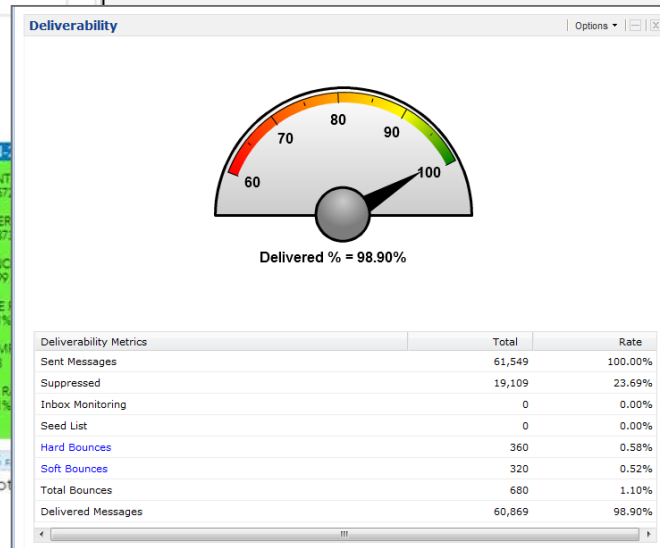 Deliverability Options
80
70 90
60 100
Delivered % = 98.90%
Deliverability Metrics Total Rate
Sent Messages 61,549 100.00%
Suppressed 19,109 23.69%
Inbox Monitoring 0 0.00%
Seed List 0 0.00%
Hard Bounces 360 0.58%
Soft Bounces 320 0.52%
Total Bounces 680 1.10%
Delivered Messages 60,869 98.90%